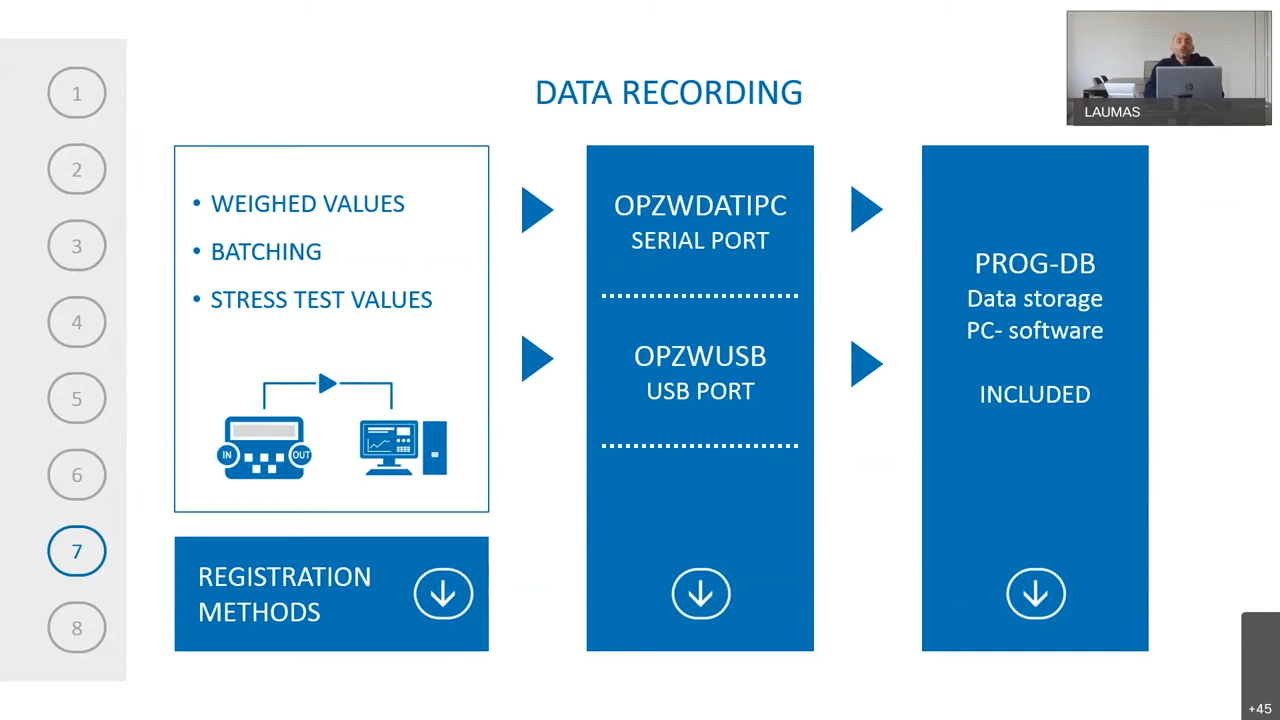 1
2
3
4
5
6
7
8
DATA RECORDING
LAUMAS
• WEIGHED VALUES
• BATCHING
• STRESS TEST VALUES
IN
OUT
REGISTRATION
METHODS
OPZWDATIPC
SERIAL PORT
OPZWUSB
USB PORT
PROG-DB
Data storage
PC- software
INCLUDED
+45